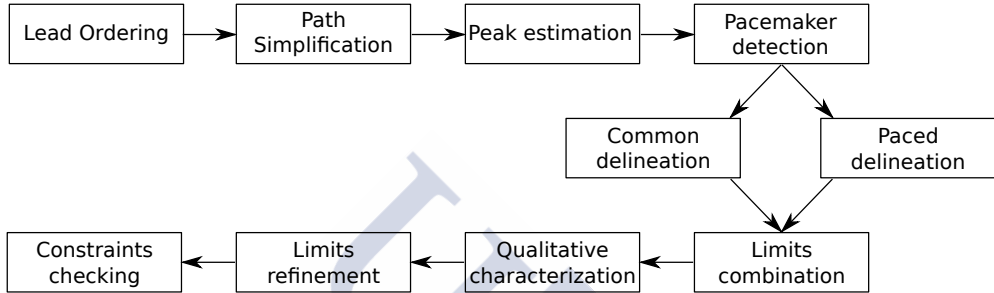 Lead Ordering
Path
Simplification
Peak estimation
Pacemaker
detection
Common
delineation
Paced
delineation
Constraints
checking
Limits
refinement
Qualitative
characterization
Limits
combination